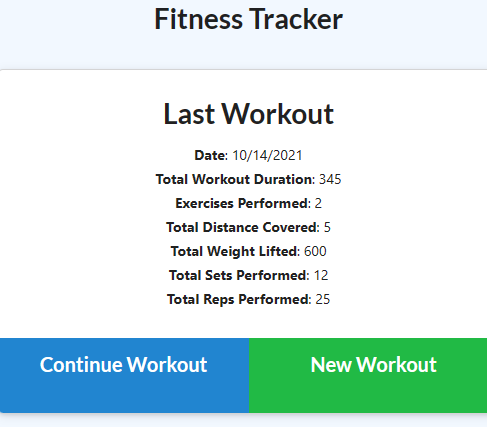 Fitness Tracker
Last Workout
Date: 10/14/2021
Total Workout Duration: 345
Exercises Performed: 2
Total Distance Covered: 5
Total Weight Lifted: 600
Total Sets Performed: 12
Total Reps Performed: 25
Continue Workout
New Workout